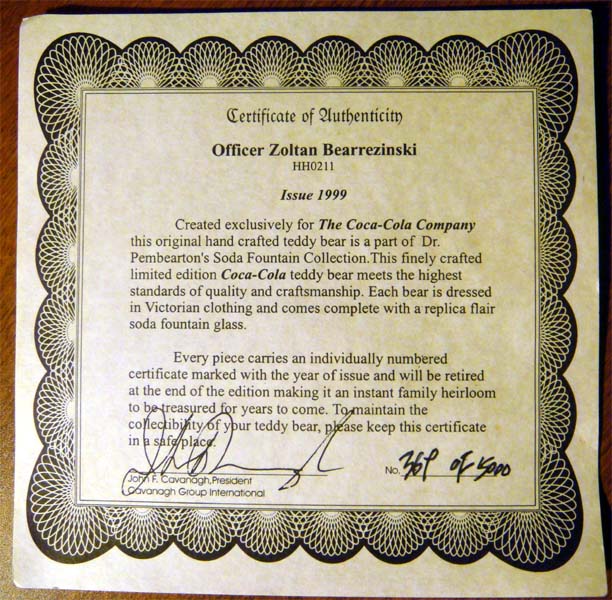 Certificate of Authenticity
Officer Zoltan Bearrezinski
HH0211
Issue 1999
Created exclusively for The Coca-Cola Company
this original hand crafted teddy bear is a part of Dr.
Pembearton's Soda Fountain Collection.This finely crafted
limited edition Coca-Cola teddy bear meets the highest
standards of quality and craftsmanship. Each bear is dressed
in Victorian clothing and comes complete with a replica flair
soda fountain glass.
Every piece carries an individually numbered
certificate marked with the year of issue and will be retired
at the end of the edition making it an instant family heirloom
to be treasured for years to come. To maintain the
collectibility of your teddy bear, please keep this certificate
in a safe place.
John F. Cavanagh,President
Cavanagh Group International
No. of 5000